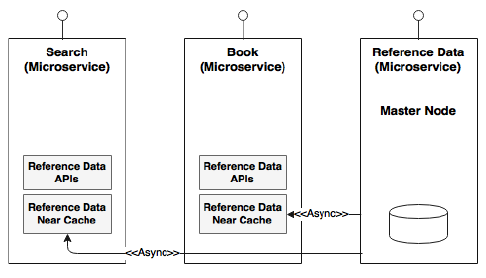 Search
(Microservice)
Reference Data
APIs
Reference Data
Near Cache
Book
(Microservice)
Reference Data
APIs
Reference Data
Near Cache
Reference Data
(Microservice)
Master Node
<<Async>>
<<Async>>